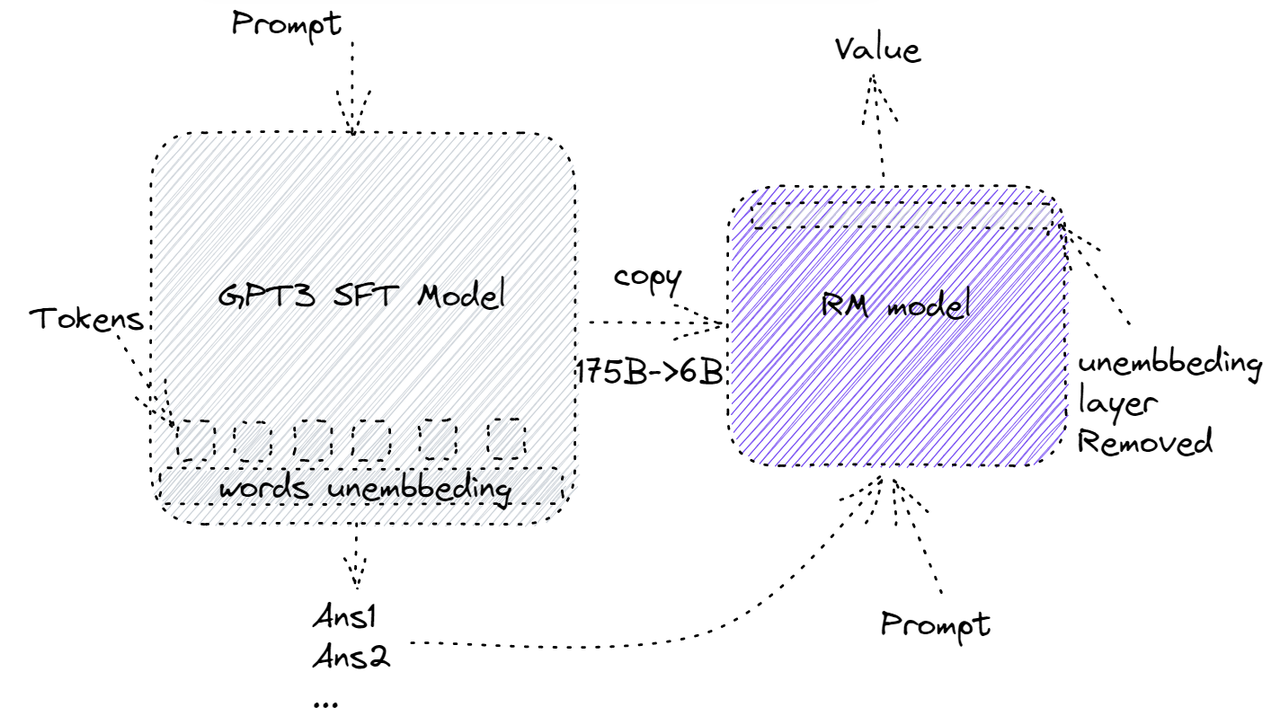 Prompt
Value
GPT3 SFT Model
copy
RM model
Tokens
175B->6B
unembbeding
layer
Removed
words unembbeding
Ans1
Ans2
...
Prompt